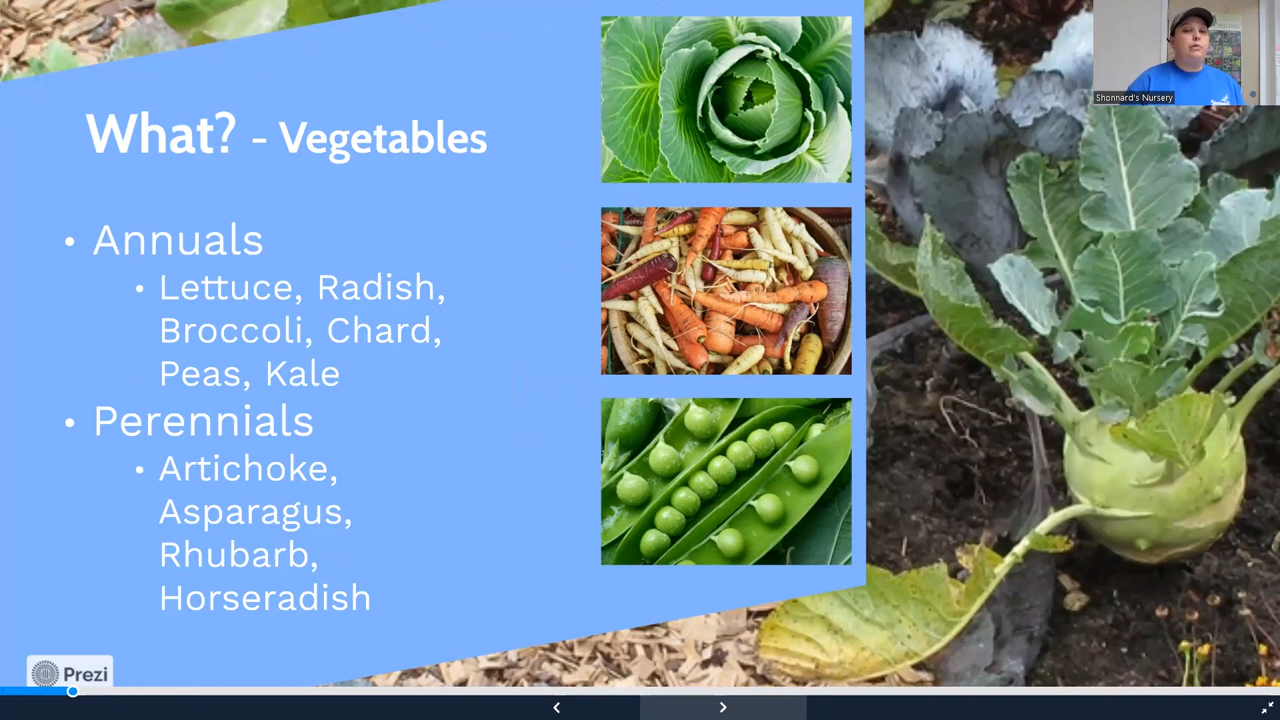 What? - Vegetables
• Annuals
• Lettuce, Radish,
Broccoli, Chard,
Peas, Kale
• Perennials
• Artichoke,
Asparagus,
Rhubarb,
Horseradish
Shonnard's Nursery
Prezi